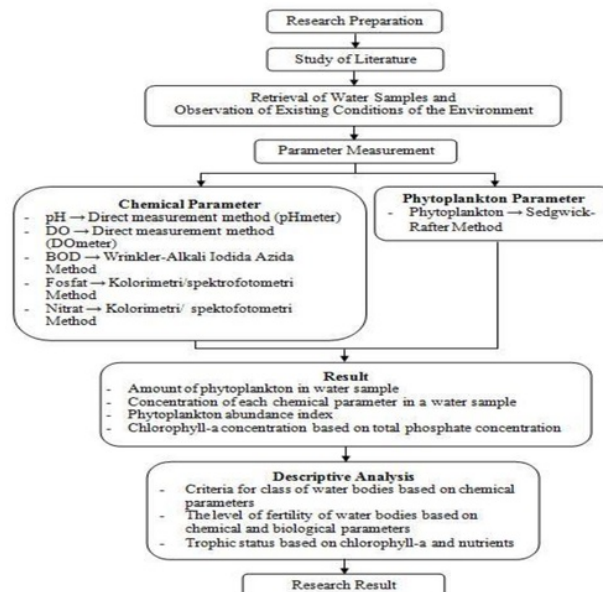 Research Preparation
Study of Literature
Retrieval of Water Samples and
Observation of Existing Conditions of the Environment
Parameter Measurement
Chemical Parameter
- pH → Direct measurement method (pHmeter)
- DO → Direct measurement method
(DOmeter)
- BOD → Wrinkler-Alkali Iodida Azida
Method
- Fosfat → Kolorimetri/spektrofotometri
Method
- Nitrat → Kolorimetri/ spektofotometri
Method
Phytoplankton Parameter
- Phytoplankton → Sedgwick-
Rafter Method
Result
- Amount of phytoplankton in water sample
- Concentration of each chemical parameter in a water sample
- Phytoplankton abundance index
- Chlorophyll-a concentration based on total phosphate concentration
Descriptive Analysis
- Criteria for class of water bodies based on chemical
parameters
- The level of fertility of water bodies based on
chemical and biological parameters
- Trophic status based on chlorophyll-a and nutrients
Research Result